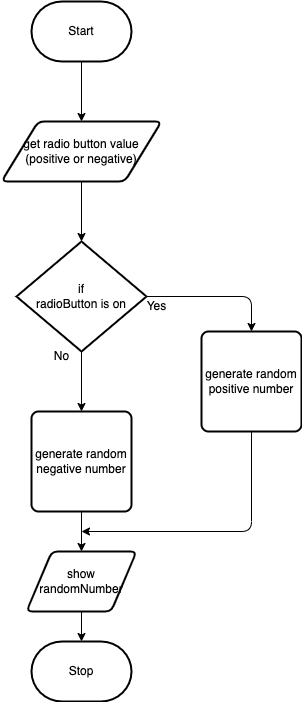 Start
get radio button value
(positive or negative)
if
radioButton is on
Yes
No
generate random
positive number
generate random
negative number
show
randomNumber
Stop